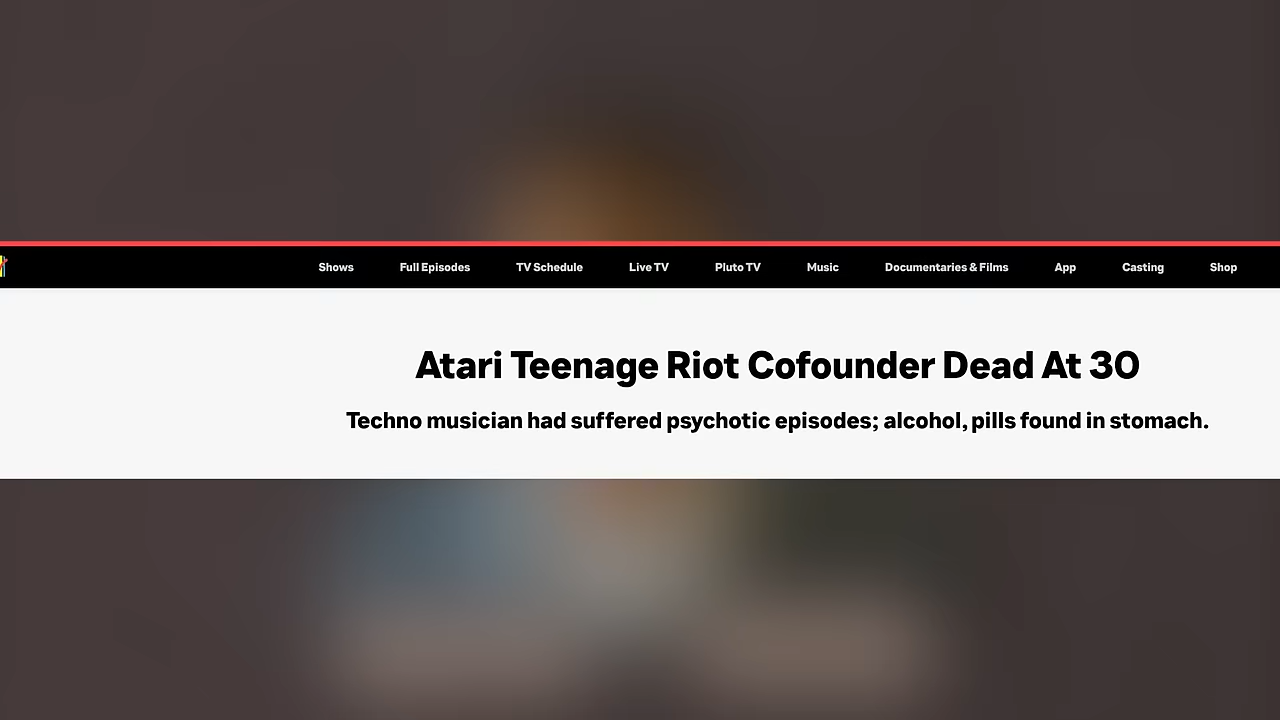 Shows Full Episodes TV Schedule Live TV Pluto TV Music Documentaries & Films App Casting Shop
Atari Teenage Riot Cofounder Dead At 30
Techno musician had suffered psychotic episodes; alcohol, pills found in stomach.